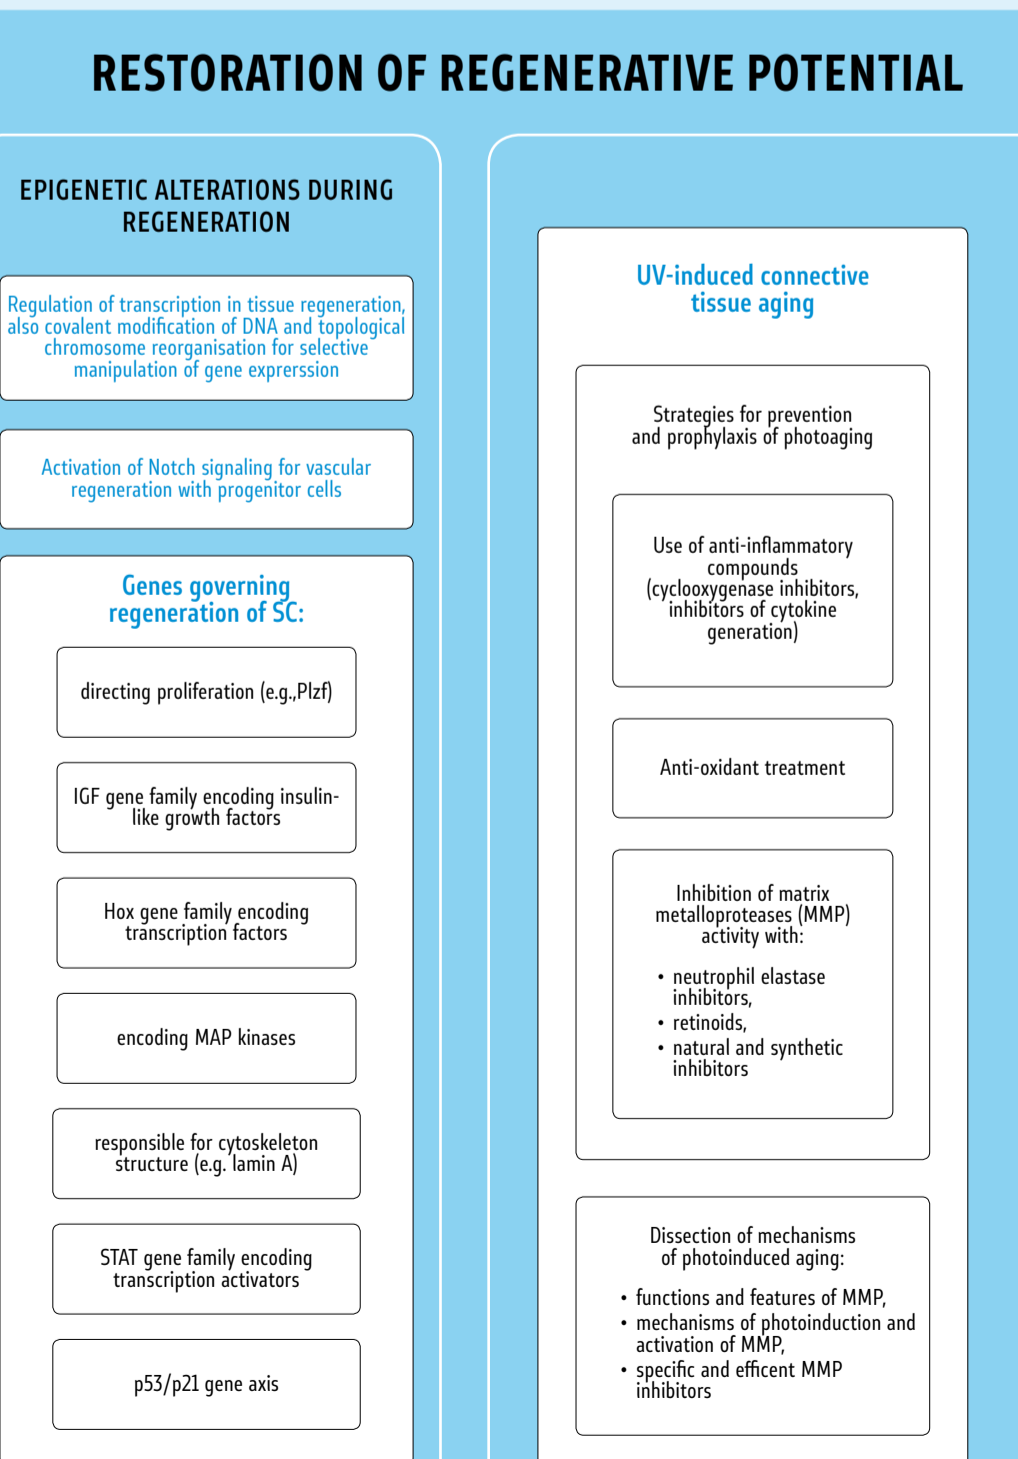 RESTORATION OF REGENERATIVE POTENTIAL
EPIGENETIC ALTERATIONS DURING
REGENERATION
Regulation of transcription in tissue regeneration,
also covalent modification of DNA and topological
chromosome reorganisation for selective
manipulation of gene exprerssion
Activation of Notch signaling for vascular
regeneration with progenitor cells
Genes governing
regeneration of SC:
directing proliferation (e.g.,Plzf)
IGF gene family encoding insulin-
like growth factors
Hox gene family encoding
transcription factors
encoding MAP kinases
responsible for cytoskeleton
structure (e.g. lamin A)
STAT gene family encoding
transcription activators
p53/p21 gene axis
UV-induced connective
tissue aging
Strategies for prevention
and prophylaxis of photoaging
Use of anti-inflammatory
compounds
(cyclooxygenase inhibitors,
inhibitors of cytokine
generation)
Anti-oxidant treatment
Inhibition of matrix
metalloproteases (MMP)
activity with:
• neutrophil elastase
inhibitors,
• retinoids,
• natural and synthetic
inhibitors
Dissection of mechanisms
of photoinduced aging:
• functions and features of MMP,
• mechanisms of photoinduction and
activation of MMP,
• specific and efficent MMP
inhibitors